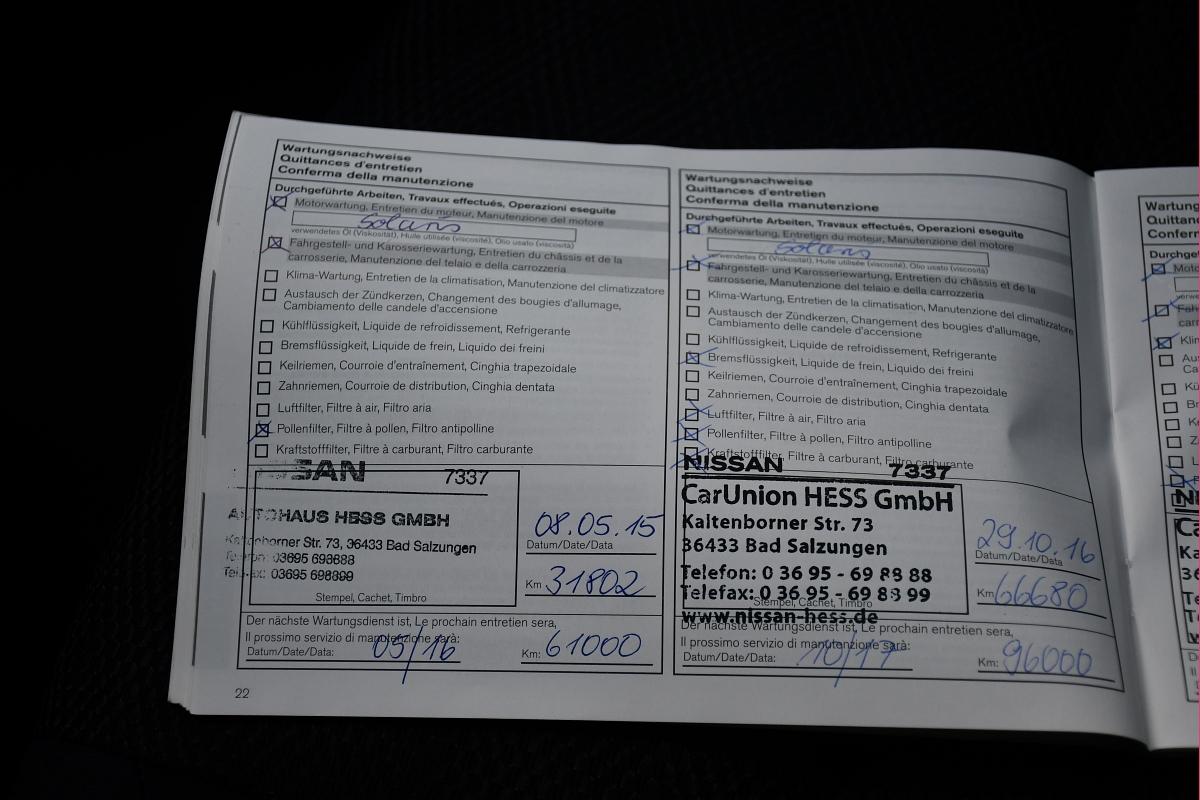 Wartungsnachweise
Quittances d'entretien
Conferma della manutenzione
Durchgeführte Arbeiten, Travaux effectués, Operazioni eseguite
Motorwartung, Entretien du moteur, Manutenzione del motore
verwendetes Öl (Viskosität), Huile utilisée (viscosité), Olio usato (viscosità)
Fahrgestell- und Karosseriewartung, Entretien du châssis et de la
carrosserie, Manutenzione del telaio e della carrozzeria
Klima-Wartung, Entretien de la climatisation, Manutenzione del climatizzatore
Austausch der Zündkerzen, Changement des bougies d'allumage,
Cambiamento delle candele d'accensione
Kühlflüssigkeit, Liquide de refroidissement, Refrigerante
Bremsflüssigkeit, Liquide de frein, Liquido dei freini
Keilriemen, Courroie d'entraînement, Cinghia trapezoidale
Zahnriemen, Courroie de distribution, Cinghia dentata
Luftfilter, Filtre à air, Filtro aria
Pollenfilter, Filtre à pollen, Filtro antipolline
Kraftstofffilter, Filtre à carburant, Filtro carburante
SAN 7337
AUTOHAUS HESS GMBH
Kaltenborner Str. 73, 36433 Bad Salzungen
Telefon: 03695 698888
Telefax: 03695 698899
Stempel, Cachet, Timbro
08.05.15
Datum/Date/Data
Km 31802
Der nächste Wartungsdienst ist, Le prochain entretien sera,
Il prossimo servizio di manutenzione sarà:
Datum/Date/Data: 05/16 Km: 61000
22
Wartungsnachweise
Quittances d'entretien
Conferma della manutenzione
Durchgeführte Arbeiten, Travaux effectués, Operazioni eseguite
Motorwartung, Entretien du moteur, Manutenzione del motore
verwendetes Öl (Viskosität), Huile utilisée (viscosité), Olio usato (viscosità)
Fahrgestell- und Karosseriewartung, Entretien du châssis et de la
carrosserie, Manutenzione del telaio e della carrozzeria
Klima-Wartung, Entretien de la climatisation, Manutenzione del climatizzatore
Austausch der Zündkerzen, Changement des bougies d'allumage,
Cambiamento delle candele d'accensione
Kühlflüssigkeit, Liquide de refroidissement, Refrigerante
Bremsflüssigkeit, Liquide de frein, Liquido dei freini
Keilriemen, Courroie d'entraînement, Cinghia trapezoidale
Zahnriemen, Courroie de distribution, Cinghia dentata
Luftfilter, Filtre à air, Filtro aria
Pollenfilter, Filtre à pollen, Filtro antipolline
Kraftstofffilter, Filtre à carburant, Filtro carburante
NISSAN 7337
CarUnion HESS GmbH
Kaltenborner Str. 73
36433 Bad Salzungen
Telefon: 0 36 95 - 69 88 88
Telefax: 0 36 95 - 69 88 99
Stempel, Cachet, Timbro
www.nissan-hess.de
29.10.16
Datum/Date/Data
Km 66680
Der nächste Wartungsdienst ist, Le prochain entretien sera,
Il prossimo servizio di manutenzione sarà:
Datum/Date/Data: 10/17 Km: 96000